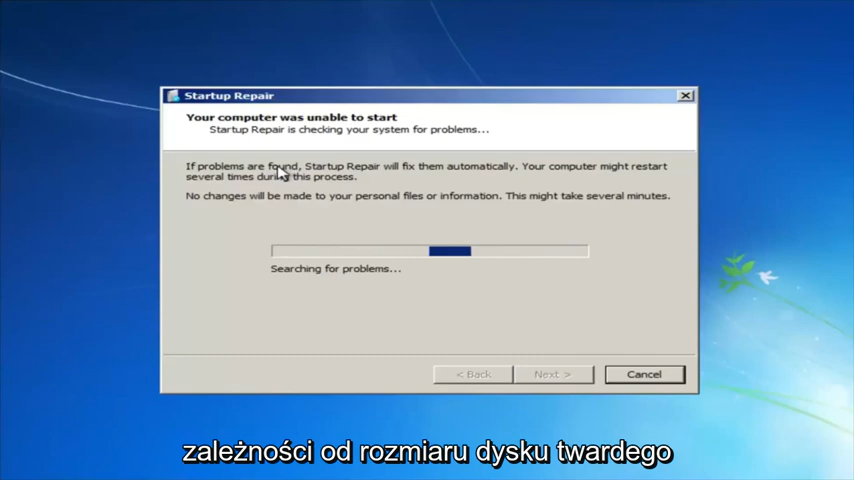 Startup Repair
Your computer was unable to start
Startup Repair is checking your system for problems...
If problems are found, Startup Repair will fix them automatically. Your computer might restart
several times during this process.
No changes will be made to your personal files or information. This might take several minutes.
Searching for problems...
< Back
Next >
Cancel
zależności od rozmiaru dysku twardego